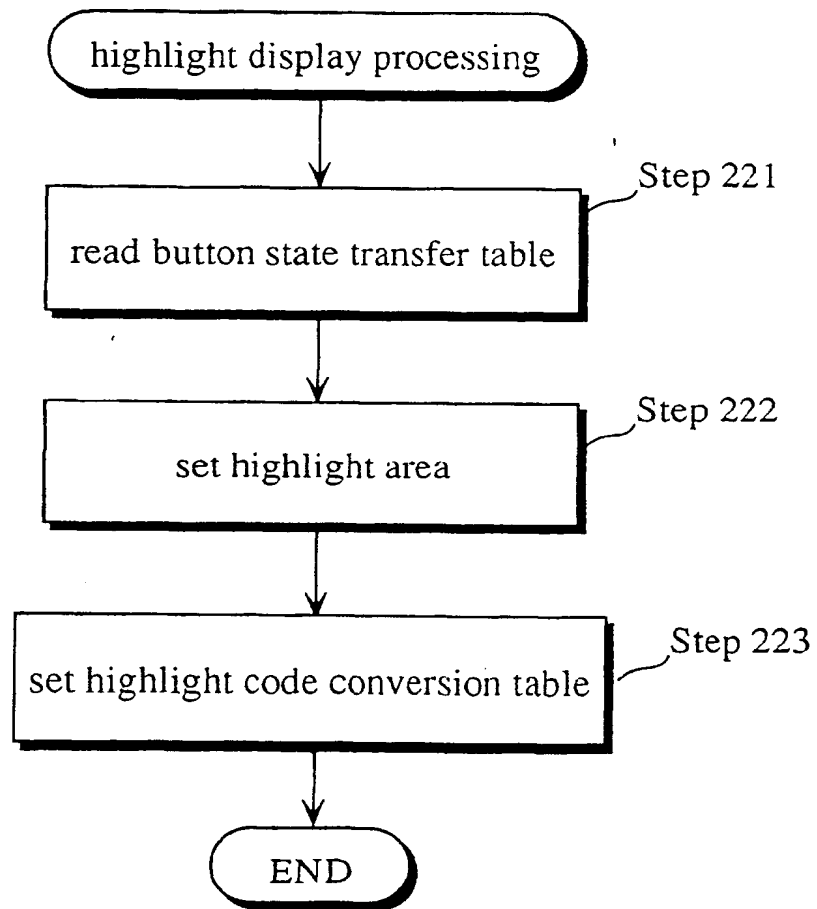 highlight display processing
Step 221
read button state transfer table
Step 222
set highlight area
Step 223
set highlight code conversion table
END